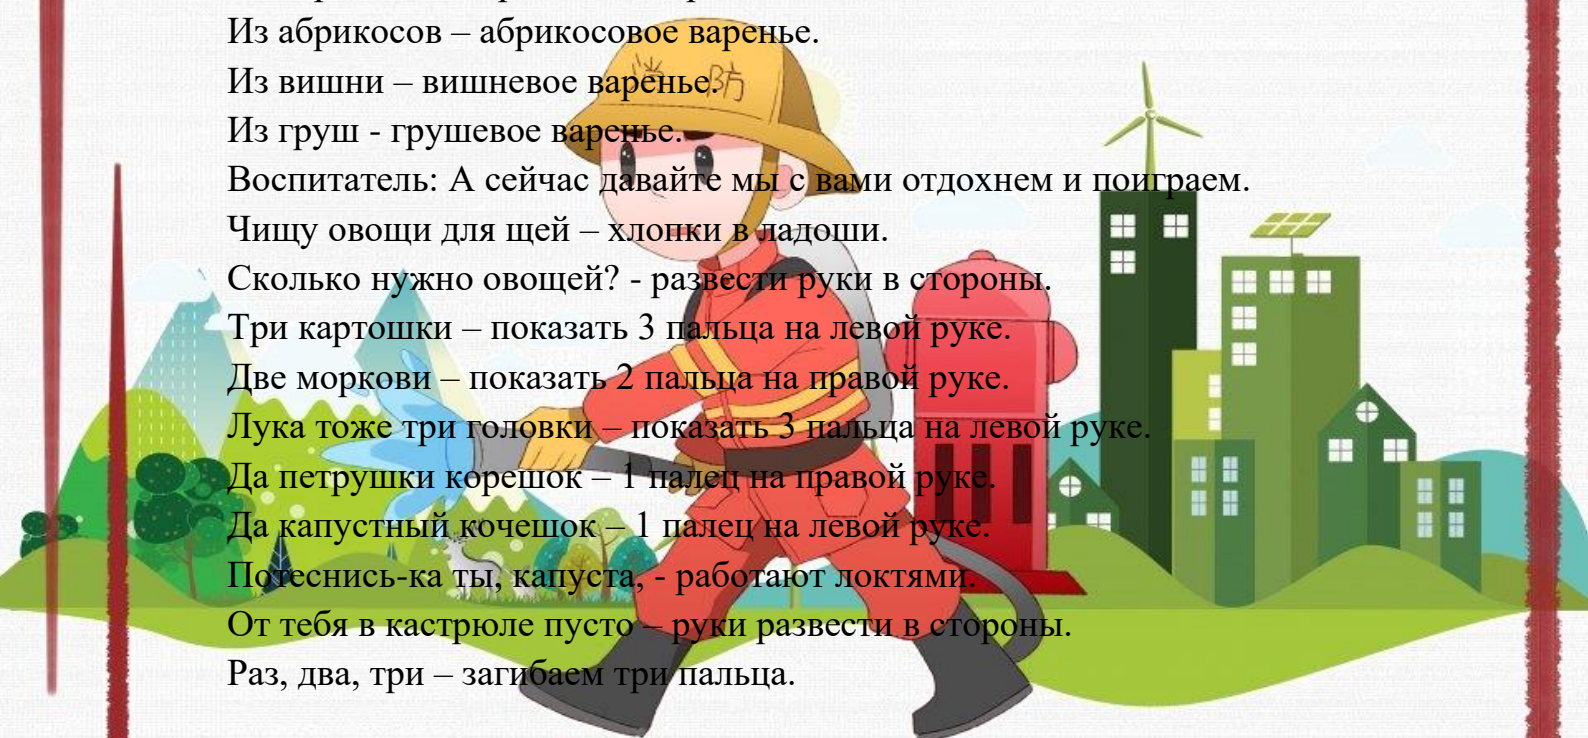 Из абрикосов – абрикосовое варенье.
Из вишни – вишневое варенье.
Из груш - грушевое варенье.
Воспитатель: А сейчас давайте мы с вами отдохнем и поиграем.
Чищу овощи для щей – хлопки в ладоши.
Сколько нужно овощей? - развести руки в стороны.
Три картошки – показать 3 пальца на левой руке.
Две моркови – показать 2 пальца на правой руке.
Лука тоже три головки – показать 3 пальца на левой руке.
Да петрушки корешок – 1 палец на правой руке.
Да капустный кочешок – 1 палец на левой руке.
Потеснись-ка ты, капуста, - работают локтями.
От тебя в кастрюле пусто – руки развести в стороны.
Раз, два, три – загибаем три пальца.